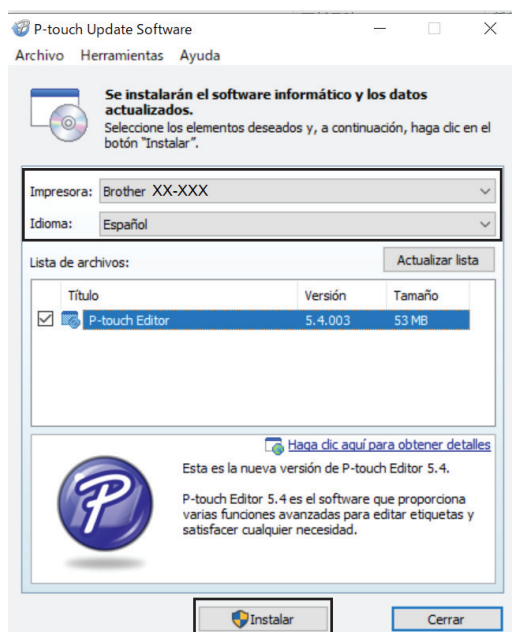 P-touch Update Software
Archivo Herramientas Ayuda
Se instalarán el software informático y los datos
actualizados.
Seleccione los elementos deseados y, a continuación, haga clic en el
botón "Instalar".
Impresora: Brother XX-XXX
Idioma: Español
Lista de archivos:
Actualizar lista
Título Versión Tamaño
P-touch Editor 5.4.003 53 MB
Haga clic aquí para obtener detalles
Esta es la nueva versión de P-touch Editor 5.4.
P-touch Editor 5.4 es el software que proporciona
varias funciones avanzadas para editar etiquetas y
satisfacer cualquier necesidad.
P
Instalar Cerrar